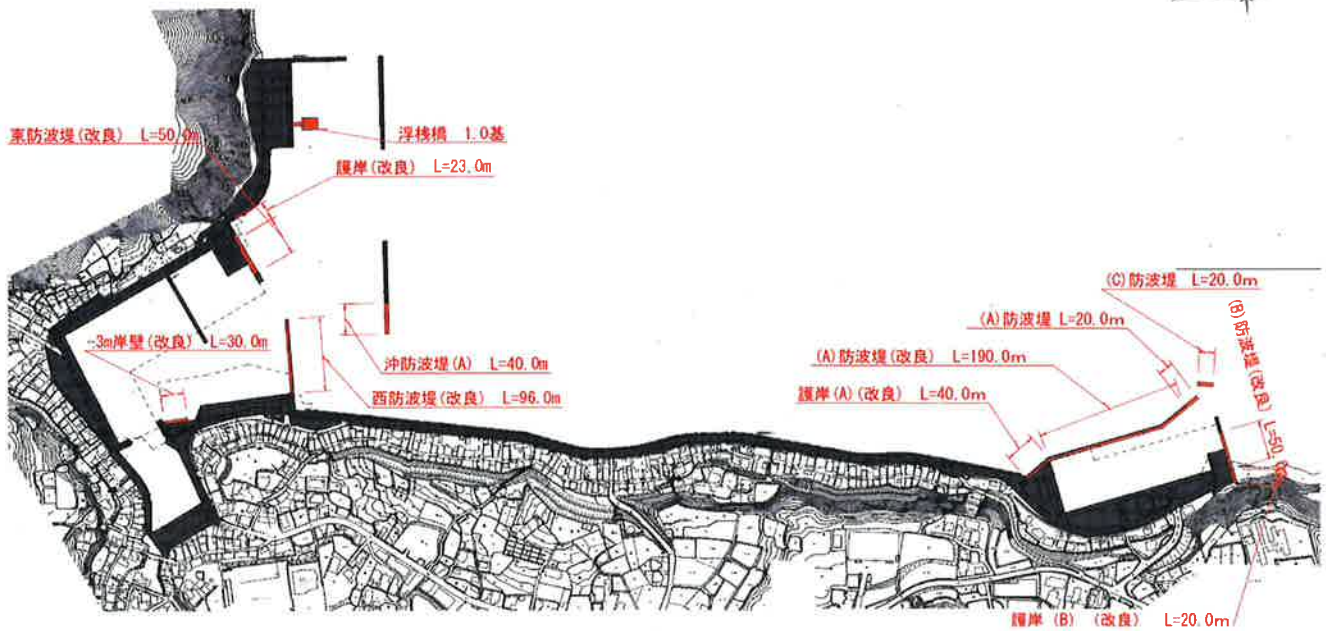 東防波堤(改良) L=50.0m
浮桟橋 1.0基
護岸(改良) L=23.0m
-3m岸壁(改良) L=30.0m
沖防波堤(A) L=40.0m
西防波堤(改良) L=96.0m
(C)防波堤 L=20.0m
(A)防波堤 L=20.0m
(A)防波堤(改良) L=190.0m
護岸(A)(改良) L=40.0m
(B)防波堤(改良) L=50.0m
護岸 (B) (改良) L=20.0m